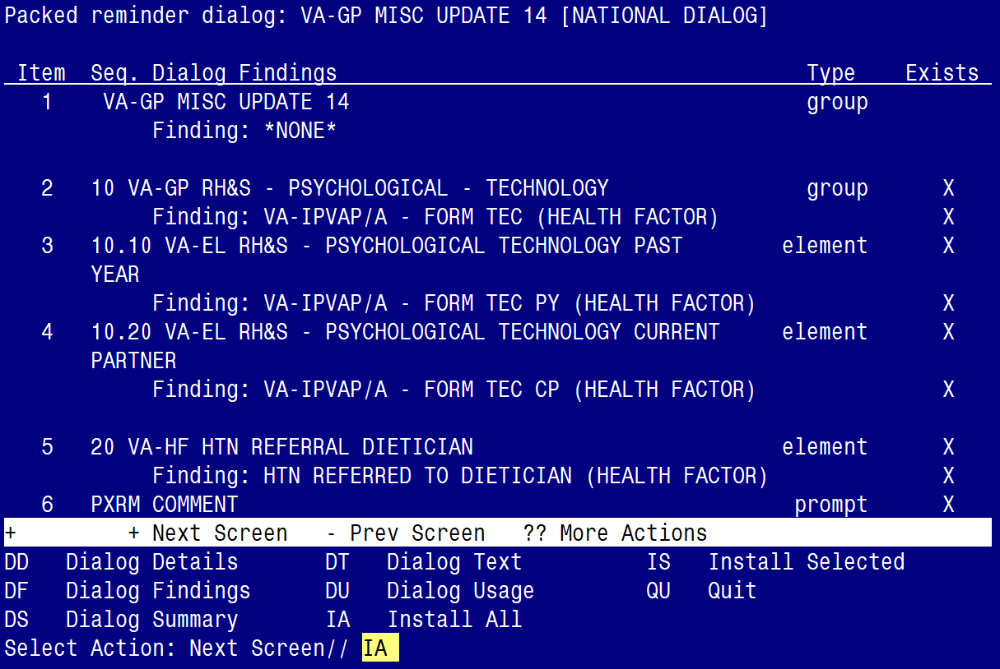 Packed reminder dialog: VA-GP MISC UPDATE 14 [NATIONAL DIALOG]
Item  Seq. Dialog Findings  Type  Exists
1  VA-GP MISC UPDATE 14  group
Finding: *NONE*
2  10 VA-GP RH&S - PSYCHOLOGICAL - TECHNOLOGY  group  X
Finding: VA-IPVAP/A - FORM TEC (HEALTH FACTOR)  X
3  10.10 VA-EL RH&S - PSYCHOLOGICAL TECHNOLOGY PAST  element  X
YEAR
Finding: VA-IPVAP/A - FORM TEC PY (HEALTH FACTOR)  X
4  10.20 VA-EL RH&S - PSYCHOLOGICAL TECHNOLOGY CURRENT  element  X
PARTNER
Finding: VA-IPVAP/A - FORM TEC CP (HEALTH FACTOR)  X
5  20 VA-HF HTN REFERRAL DIETICIAN  element  X
Finding: HTN REFERRED TO DIETICIAN (HEALTH FACTOR)  X
6  PXRM COMMENT  prompt  X
+  + Next Screen  - Prev Screen  ?? More Actions
DD  Dialog Details  DT  Dialog Text  IS  Install Selected
DF  Dialog Findings  DU  Dialog Usage  QU  Quit
DS  Dialog Summary  IA  Install All
Select Action: Next Screen// IA